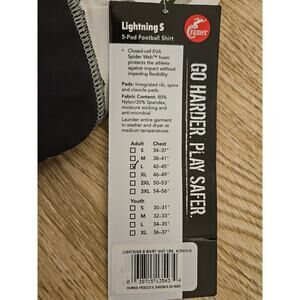 Lightning S
5-Pad Football Shirt
cramer
• Closed-cell EVA
Spider Web™ foam
protects the athlete
against impact without
impeding flexibility
Pads: Integrated rib, spine
and clavicle pads.
Fabric Content: 80%
Nylon/20% Spandex,
moisture wicking and
anti-microbial
Launder entire garment
in washer and dryer at
medium temperatures
Adult Chest
S 34-37"
M 38-41"
L 42-45"
XL 46-49"
2XL 50-53"
3XL 54-56"
Youth
S 30-31"
M 32-33"
L 34-35"
XL 36-37"
GO HARDER. PLAY SAFER.